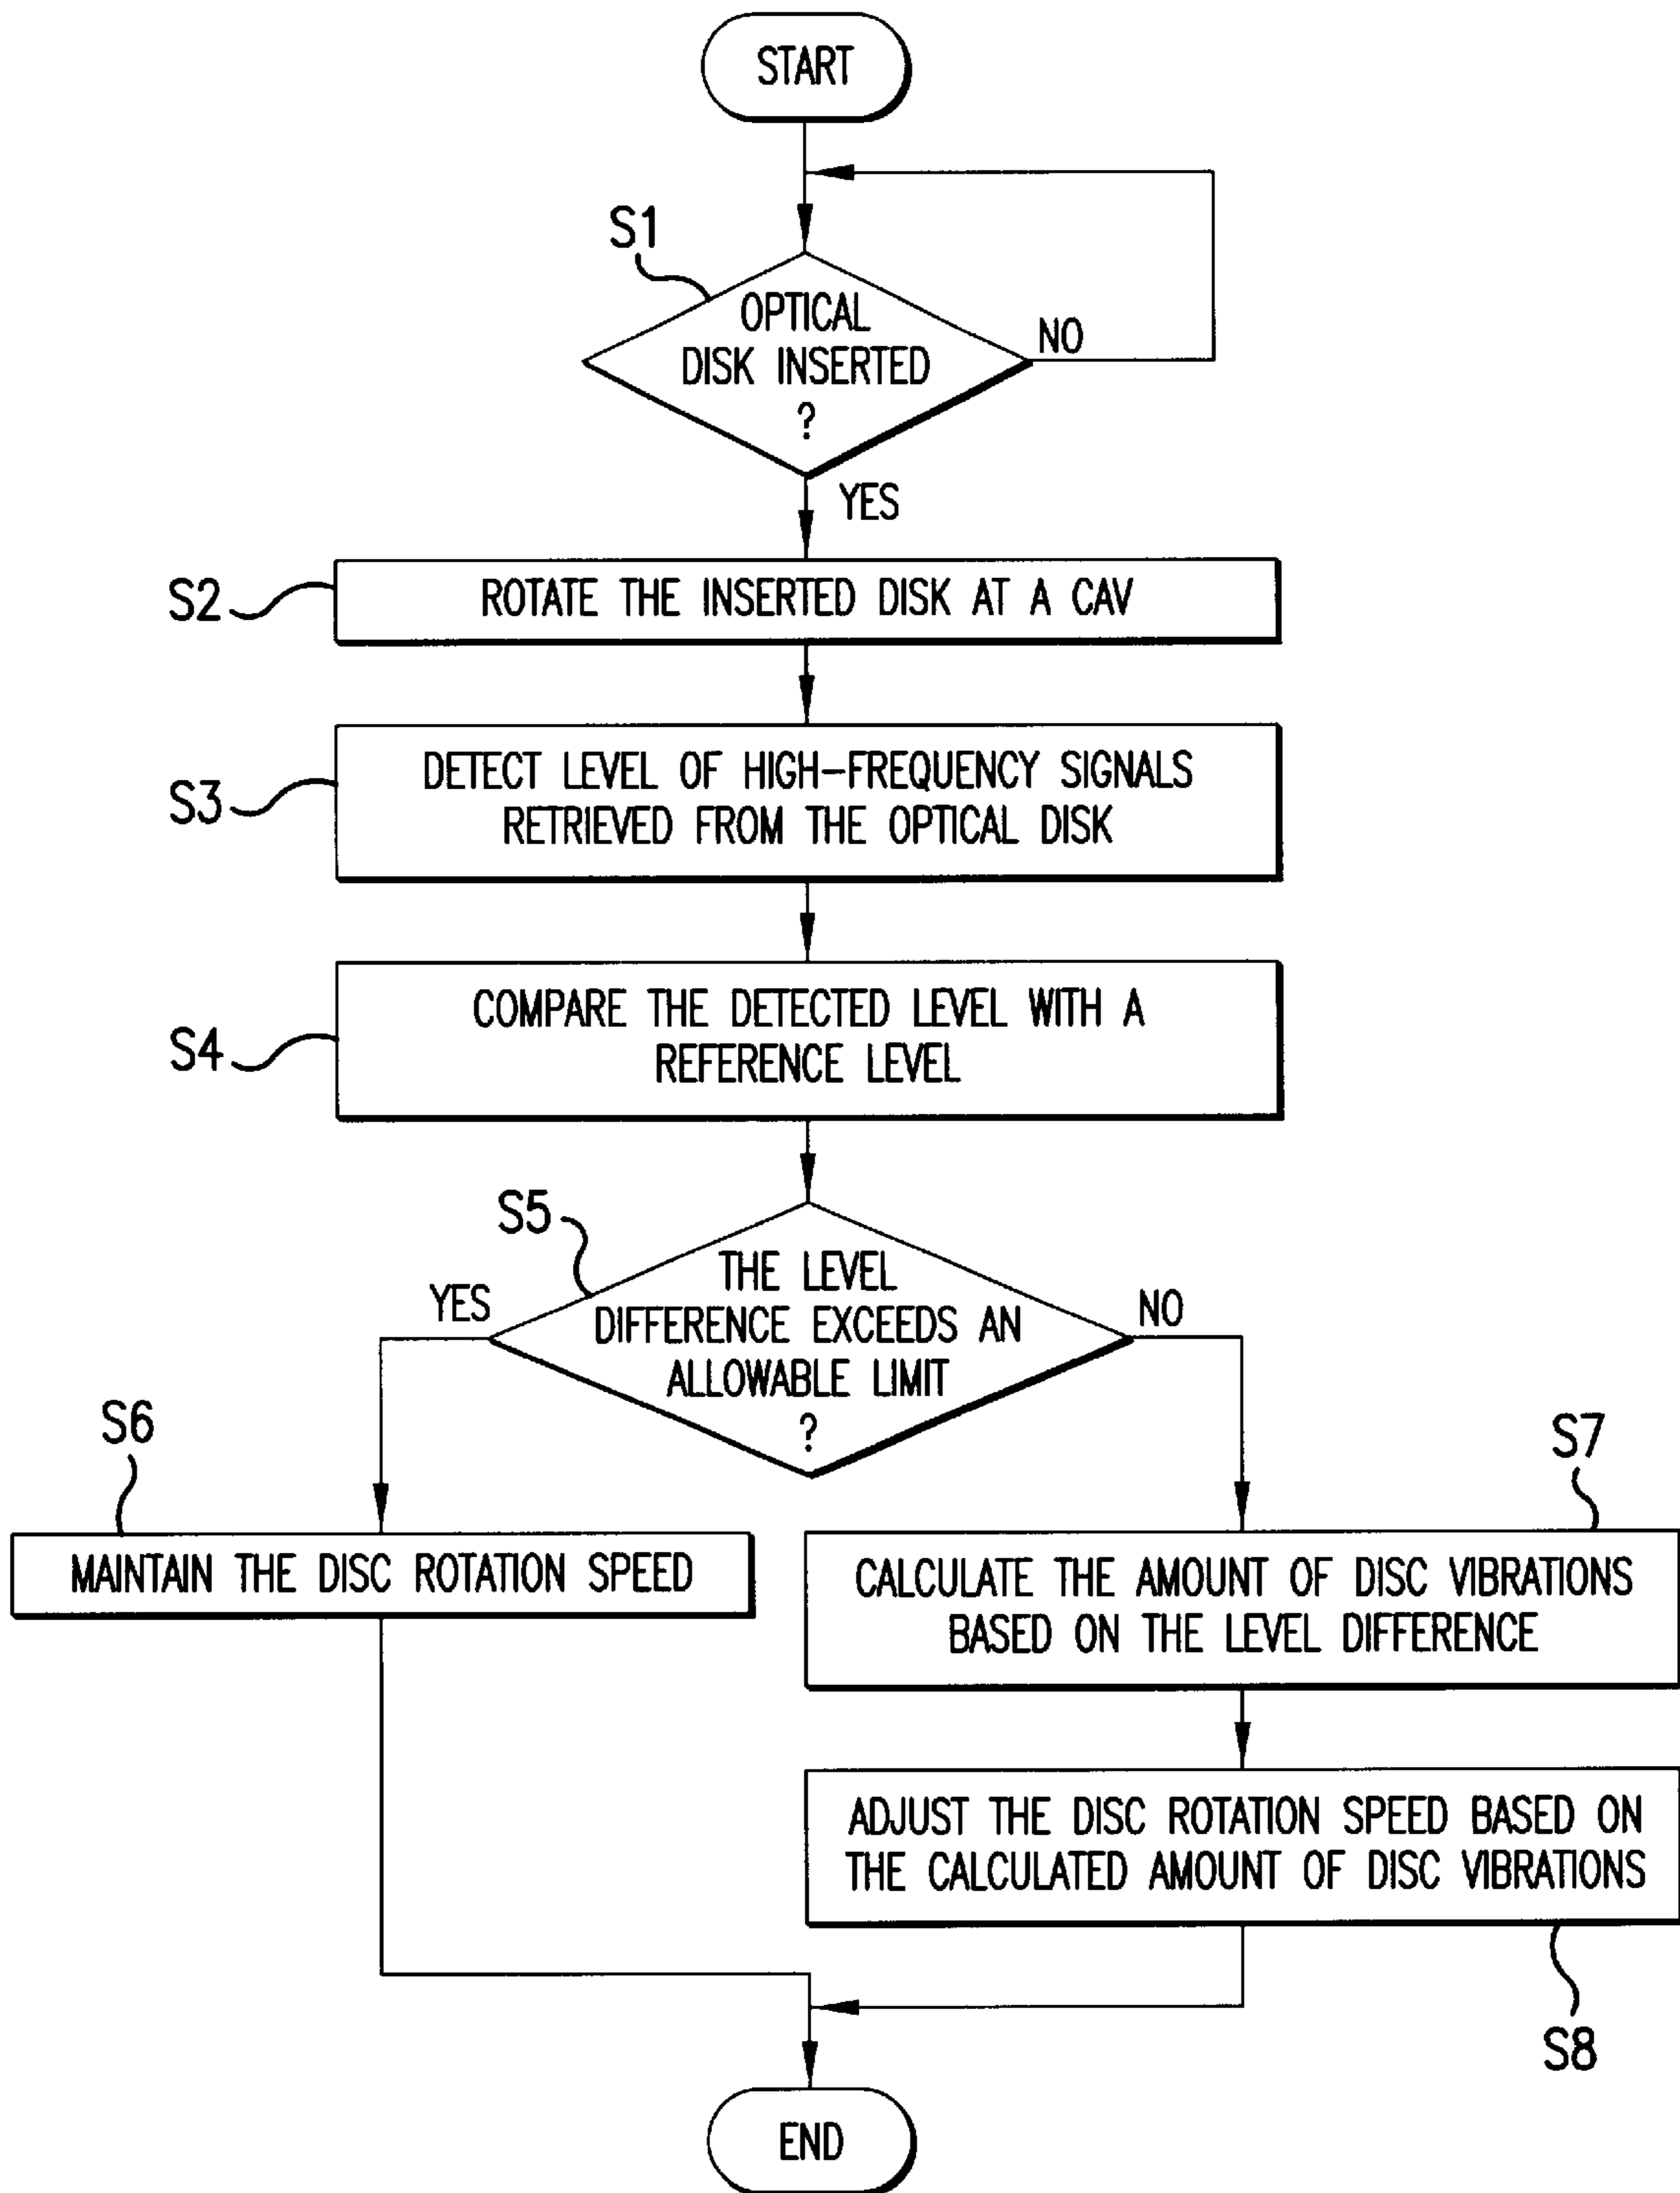 START
S1
OPTICAL
DISK INSERTED
?
NO
YES
S2
ROTATE THE INSERTED DISK AT A CAV
S3
DETECT LEVEL OF HIGH-FREQUENCY SIGNALS
RETRIEVED FROM THE OPTICAL DISK
S4
COMPARE THE DETECTED LEVEL WITH A
REFERENCE LEVEL
S5
THE LEVEL
DIFFERENCE EXCEEDS AN
ALLOWABLE LIMIT
?
YES
NO
S6
MAINTAIN THE DISC ROTATION SPEED
S7
CALCULATE THE AMOUNT OF DISC VIBRATIONS
BASED ON THE LEVEL DIFFERENCE
ADJUST THE DISC ROTATION SPEED BASED ON
THE CALCULATED AMOUNT OF DISC VIBRATIONS
S8
END